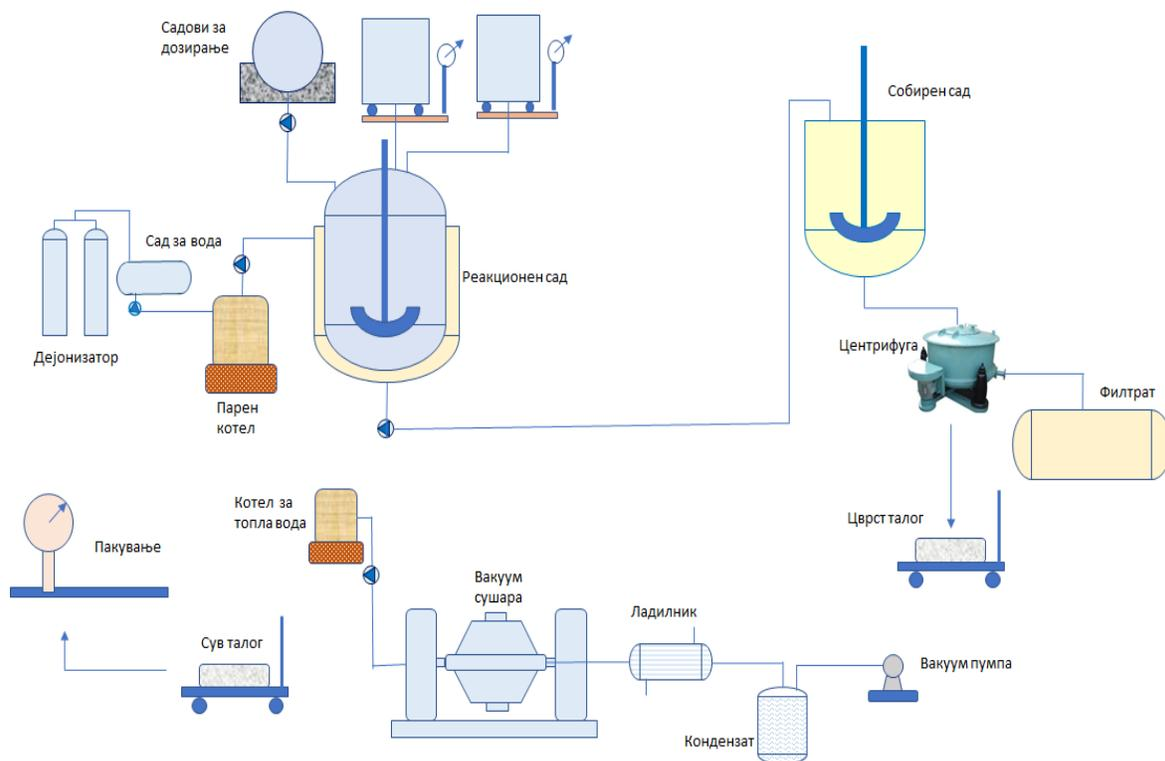 Садови за
дозирање
Собирен сад
Сад за вода
Реакционен сад
Дејонизатор
Центрифуга
Филтрат
Парен
котел
Котел за
топла вода
Цврст талог
Пакување
Вакуум
сушара
Ладилник
Сув талог
Вакуум пумпа
Кондензат